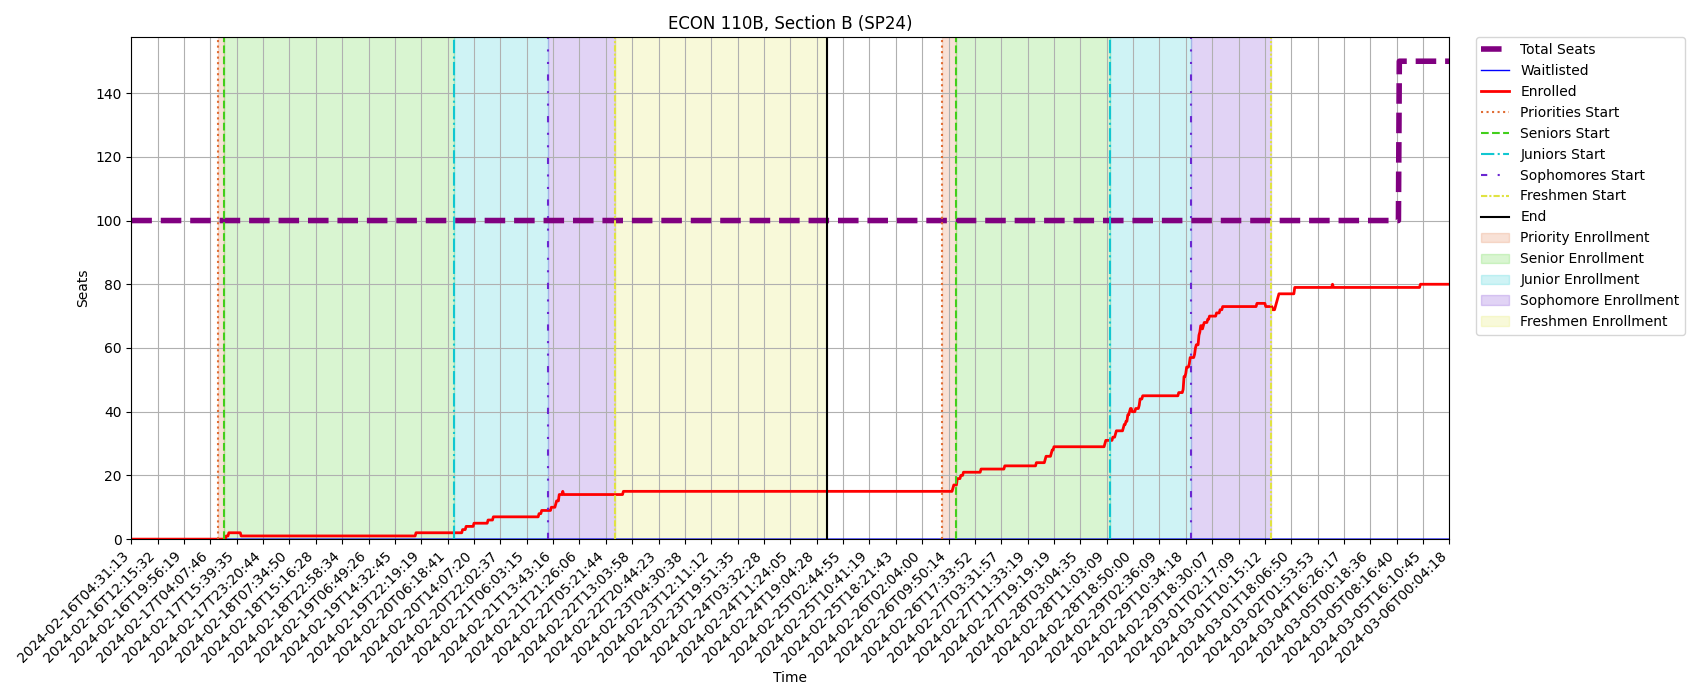 ECON 110B, Section B (SP24)
Seats
140
120
100
80
60
40
20
0
2024-02-16T04:31:13
2024-02-16T12:15:32
2024-02-16T19:56:19
2024-02-17T04:07:46
2024-02-17T15:39:35
2024-02-17T23:20:44
2024-02-18T07:34:50
2024-02-18T15:16:28
2024-02-18T22:58:34
2024-02-19T06:49:26
2024-02-19T14:32:45
2024-02-19T22:19:19
2024-02-20T06:18:41
2024-02-20T14:07:20
2024-02-20T22:02:37
2024-02-21T06:03:15
2024-02-21T13:43:16
2024-02-21T21:26:06
2024-02-22T05:21:44
2024-02-22T13:03:58
2024-02-22T20:44:23
2024-02-23T04:30:38
2024-02-23T12:11:12
2024-02-23T19:51:35
2024-02-24T03:32:28
2024-02-24T11:24:05
2024-02-24T19:04:28
2024-02-25T02:44:55
2024-02-25T10:41:19
2024-02-25T18:21:43
2024-02-26T02:04:00
2024-02-26T09:50:14
2024-02-26T17:33:52
2024-02-27T03:31:57
2024-02-27T11:33:19
2024-02-27T19:19:19
2024-02-28T03:04:35
2024-02-28T11:03:09
2024-02-28T18:50:00
2024-02-29T02:36:09
2024-02-29T10:34:18
2024-02-29T18:30:07
2024-03-01T02:17:09
2024-03-01T10:15:12
2024-03-01T18:06:50
2024-03-02T01:53:53
2024-03-04T16:26:17
2024-03-05T00:18:36
2024-03-05T08:16:40
2024-03-05T16:10:45
2024-03-06T00:04:18
Time
Total Seats
Waitlisted
Enrolled
Priorities Start
Seniors Start
Juniors Start
Sophomores Start
Freshmen Start
End
Priority Enrollment
Senior Enrollment
Junior Enrollment
Sophomore Enrollment
Freshmen Enrollment